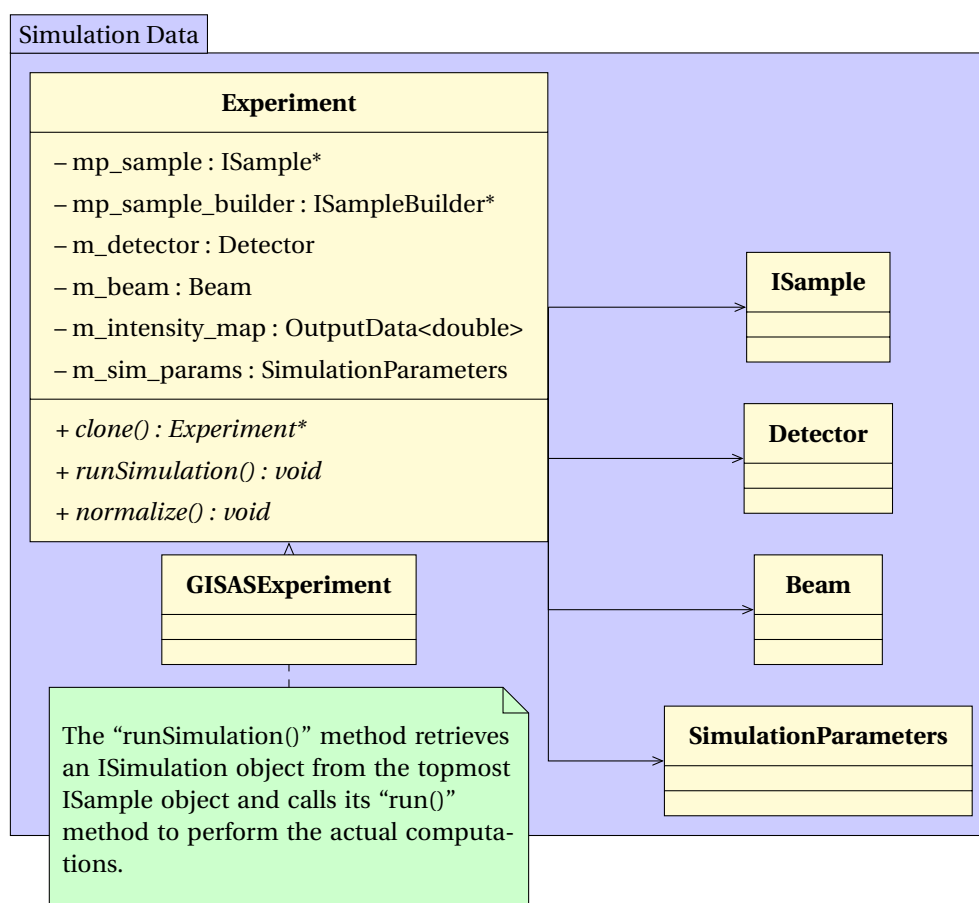 Simulation Data
Experiment
– mp_sample : ISample*
– mp_sample_builder : ISampleBuilder*
– m_detector : Detector
– m_beam : Beam
– m_intensity_map : OutputData<double>
– m_sim_params : SimulationParameters
+ clone() : Experiment*
+ runSimulation() : void
+ normalize() : void
ISample
Detector
Beam
SimulationParameters
GISASExperiment
The “runSimulation()” method retrieves
an ISimulation object from the topmost
ISample object and calls its “run()”
method to perform the actual computa-
tions.